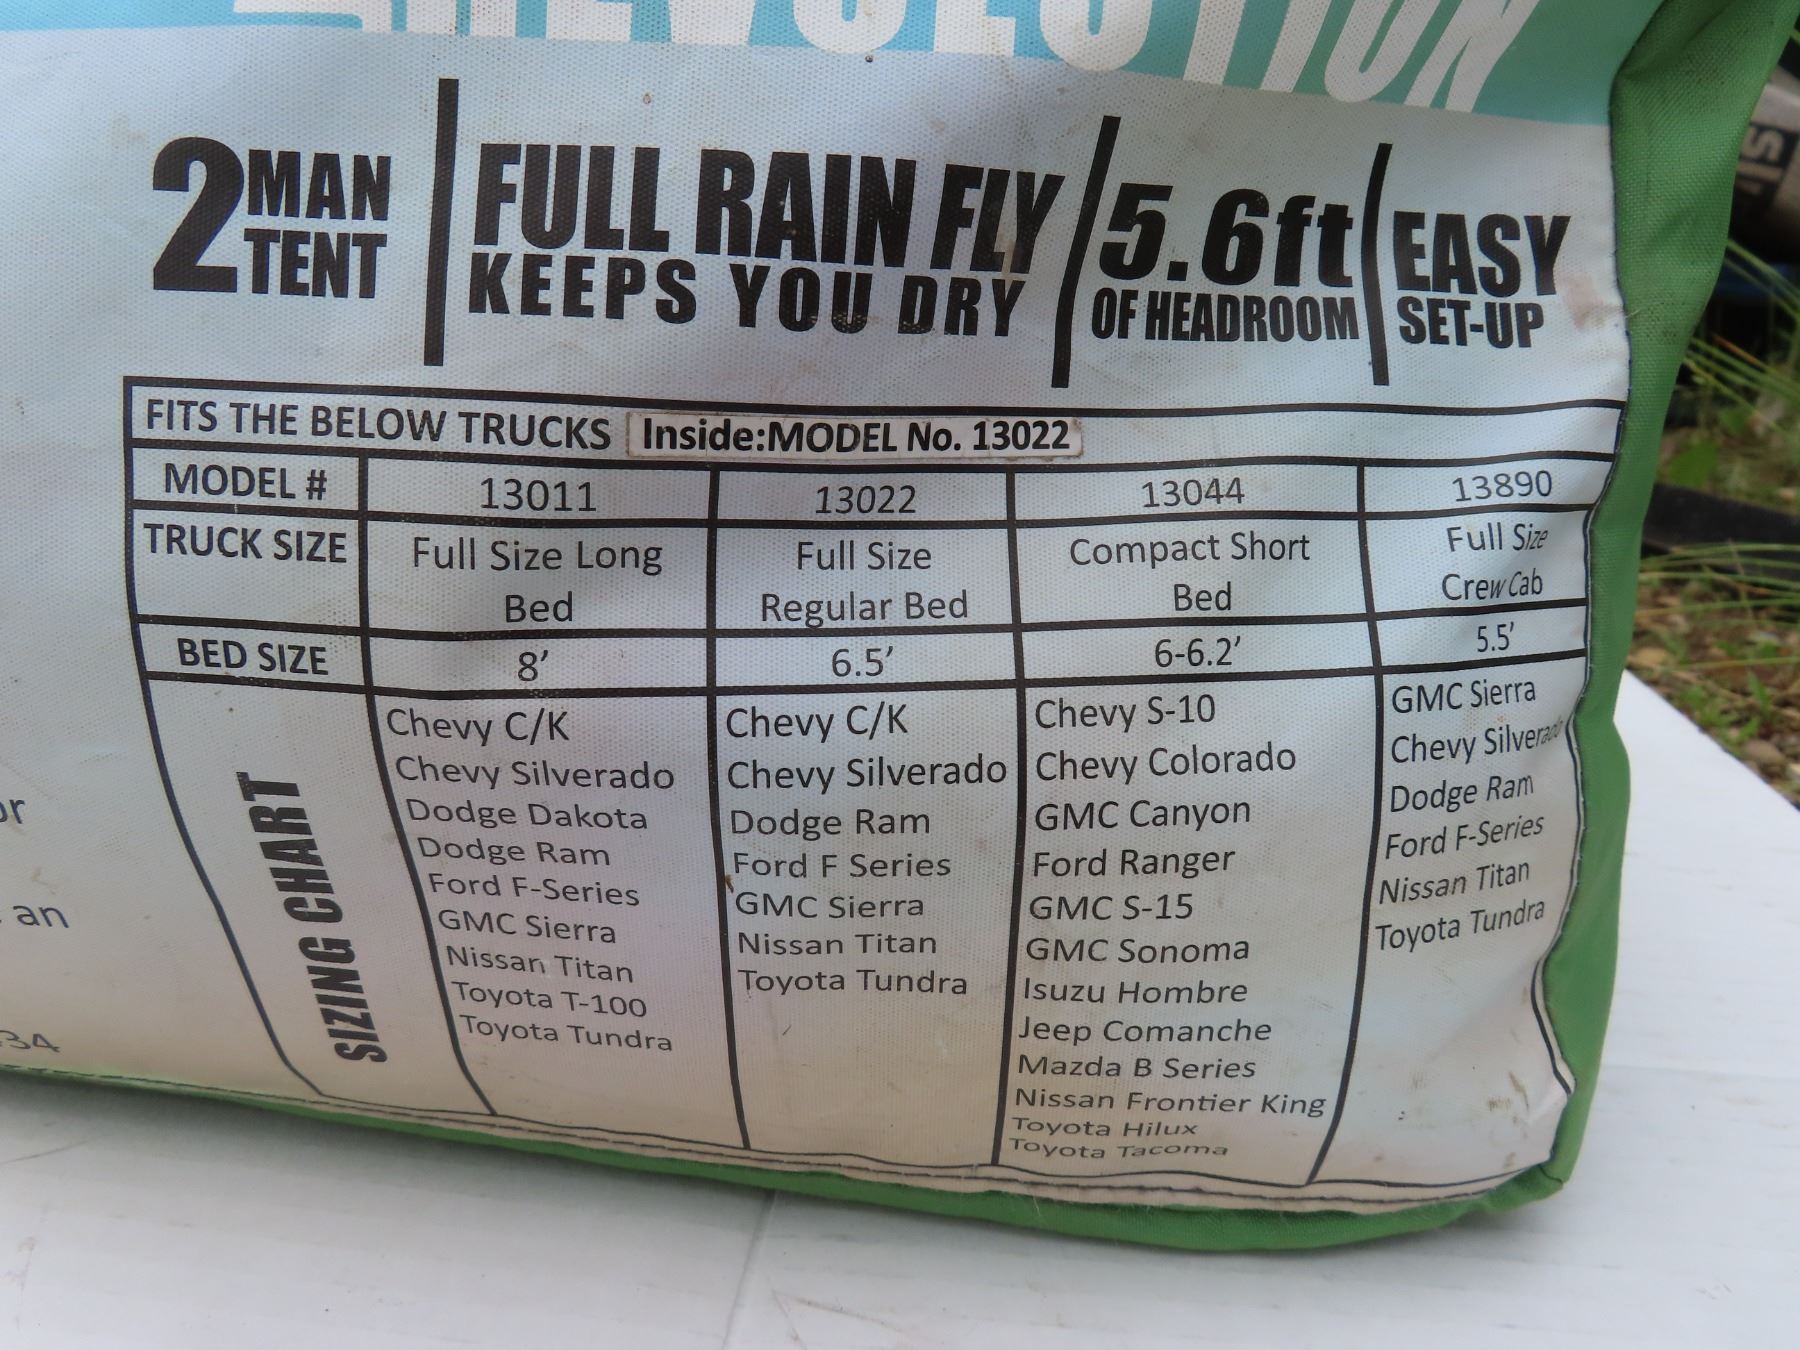 REVOLUTION
2 MAN TENT
FULL RAIN FLY
KEEPS YOU DRY
5.6ft
OF HEADROOM
EASY
SET-UP
FITS THE BELOW TRUCKS Inside:MODEL No. 13022
MODEL # 13011 13022 13044 13890
TRUCK SIZE Full Size Long Bed Full Size Regular Bed Compact Short Bed Full Size Crew Cab
BED SIZE 8’ 6.5’ 6-6.2’ 5.5’
SIZING CHART
Chevy C/K
Chevy Silverado
Dodge Dakota
Dodge Ram
Ford F-Series
GMC Sierra
Nissan Titan
Toyota T-100
Toyota Tundra
Chevy C/K
Chevy Silverado
Dodge Ram
Ford F Series
GMC Sierra
Nissan Titan
Toyota Tundra
Chevy S-10
Chevy Colorado
GMC Canyon
Ford Ranger
GMC S-15
GMC Sonoma
Isuzu Hombre
Jeep Comanche
Mazda B Series
Nissan Frontier King
Toyota Hilux
Toyota Tacoma
GMC Sierra
Chevy Silverado
Dodge Ram
Ford F-Series
Nissan Titan
Toyota Tundra
an
34